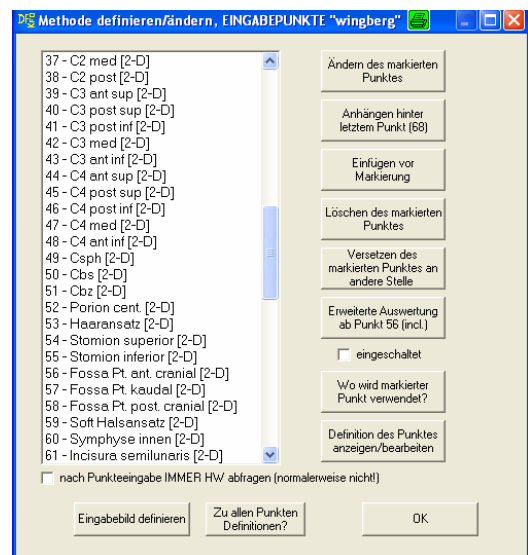 DFG Methode definieren/ändern, EINGABEPUNKTE "wingberg"
37 - C2 med [2-D]
38 - C2 post [2-D]
39 - C3 ant sup [2-D]
40 - C3 post sup [2-D]
41 - C3 post inf [2-D]
42 - C3 med [2-D]
43 - C3 ant inf [2-D]
44 - C4 ant sup [2-D]
45 - C4 post sup [2-D]
46 - C4 post inf [2-D]
47 - C4 med [2-D]
48 - C4 ant inf [2-D]
49 - Csph [2-D]
50 - Cbs [2-D]
51 - Cbz [2-D]
52 - Porion cent. [2-D]
53 - Haaransatz [2-D]
54 - Stomion superior [2-D]
55 - Stomion inferior [2-D]
56 - Fossa Pt. ant. cranial [2-D]
57 - Fossa Pt. kaudal [2-D]
58 - Fossa Pt. post. cranial [2-D]
59 - Soft Halsansatz [2-D]
60 - Symphyse innen [2-D]
61 - Incisura semilunaris [2-D]
Ändern des markierten
Punktes
Anhängen hinter
letztem Punkt (68)
Einfügen vor
Markierung
Löschen des markierten
Punktes
Versetzen des
markierten Punktes an
andere Stelle
Erweiterte Auswertung
ab Punkt 56 (incl.)
eingeschaltet
Wo wird markierter
Punkt verwendet?
Definition des Punktes
anzeigen/bearbeiten
nach Punkteeingabe IMMER HW abfragen (normalerweise nicht!)
Eingabebild definieren
Zu allen Punkten
Definitionen?
OK